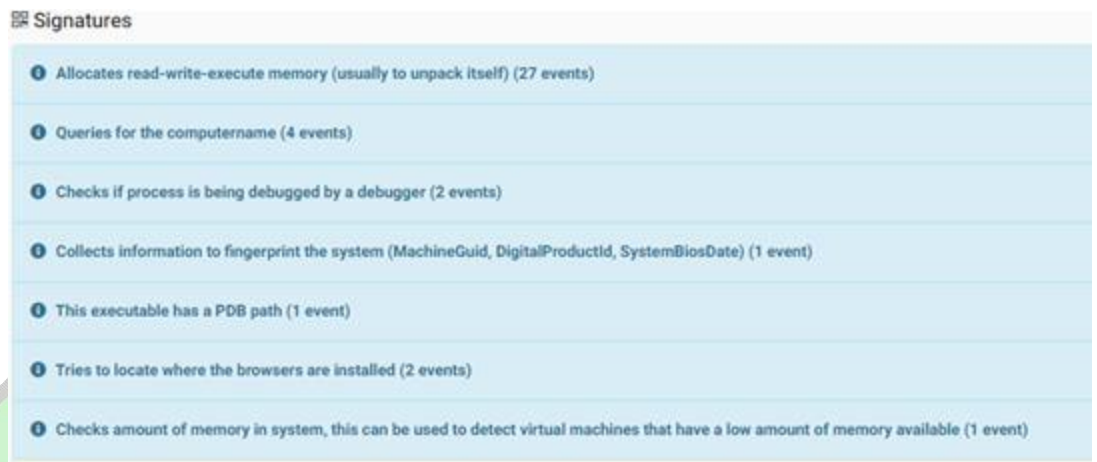 Signatures
Allocates read-write-execute memory (usually to unpack itself) (27 events)
Queries for the computername (4 events)
Checks if process is being debugged by a debugger (2 events)
Collects information to fingerprint the system (MachineGuid, DigitalProductId, SystemBiosDate) (1 event)
This executable has a PDB path (1 event)
Tries to locate where the browsers are installed (2 events)
Checks amount of memory in system, this can be used to detect virtual machines that have a low amount of memory available (1 event)